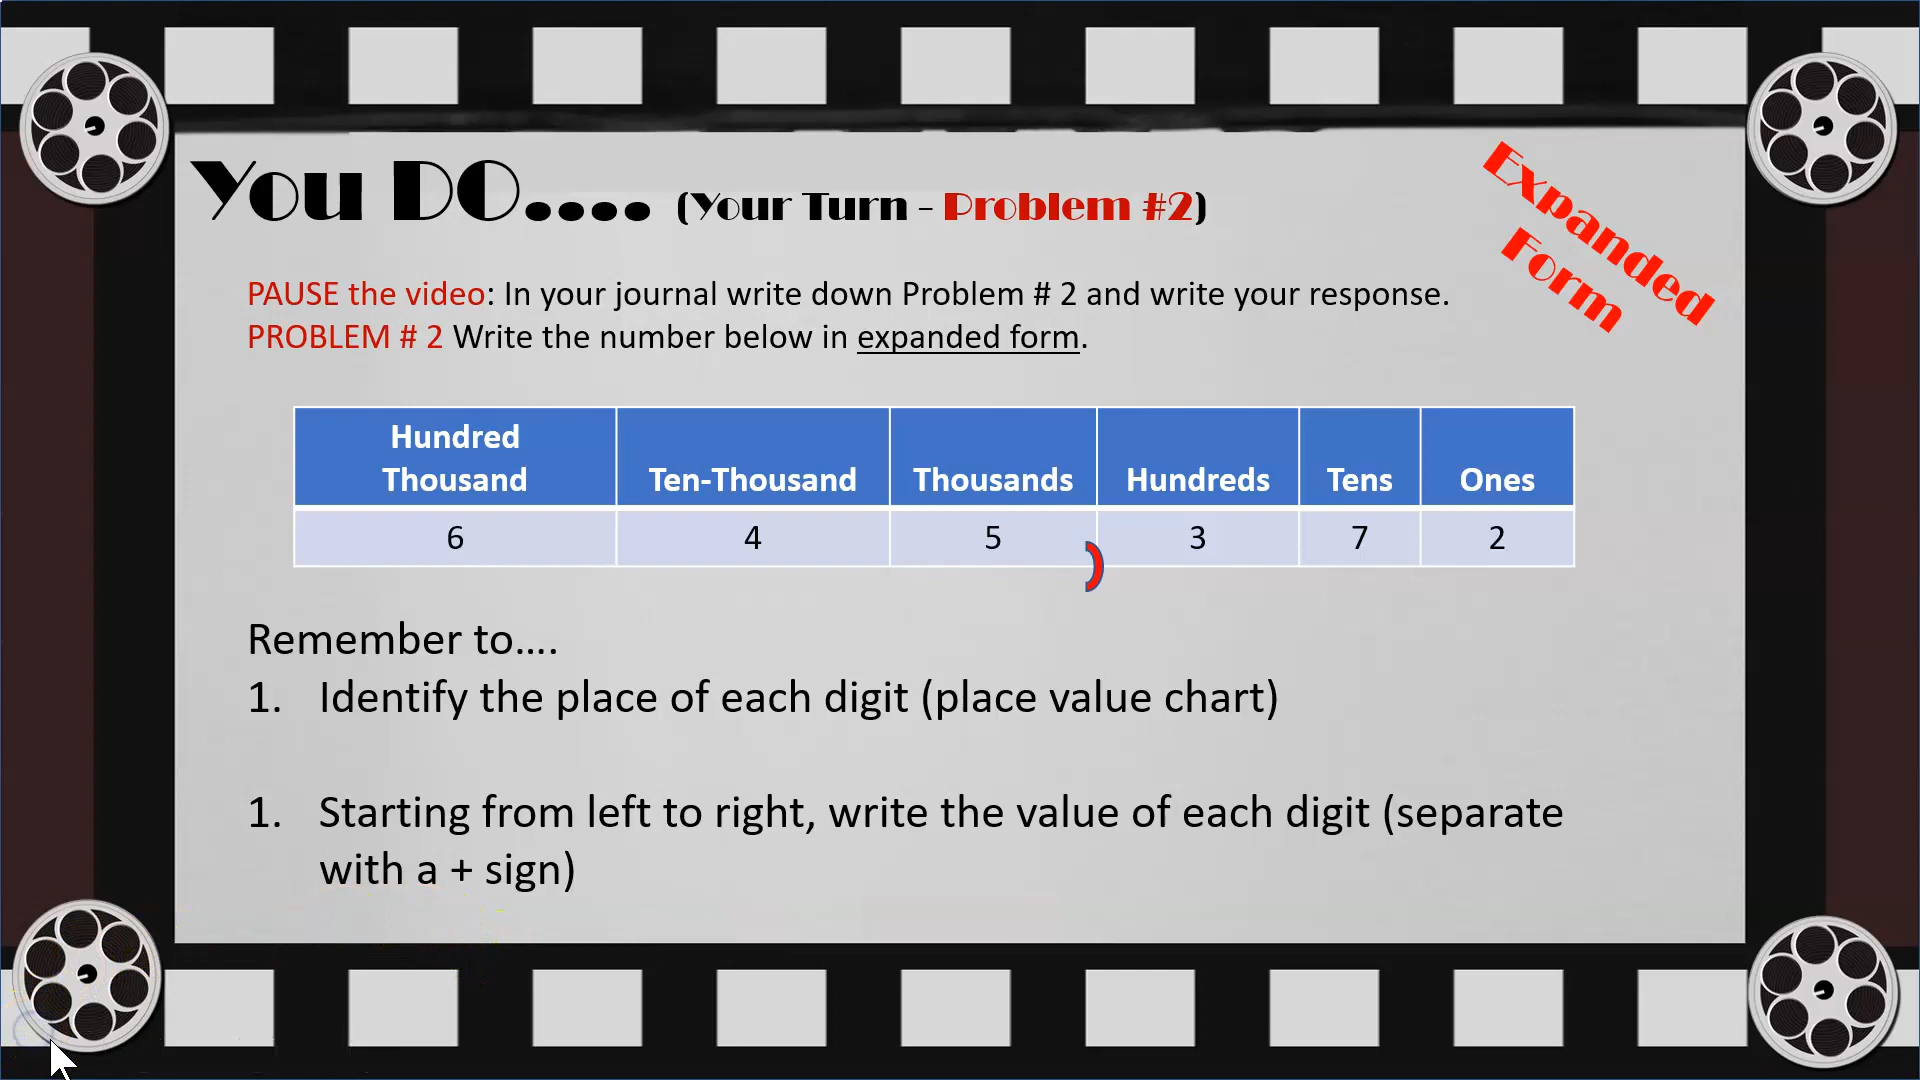 You DO.... (Your Turn - Problem #2)
Expanded
Form
PAUSE the video: In your journal write down Problem # 2 and write your response.
PROBLEM # 2 Write the number below in expanded form.
Hundred
Thousand Ten-Thousand Thousands Hundreds Tens Ones
6 4 5 3 7 2
Remember to….
1. Identify the place of each digit (place value chart)
1. Starting from left to right, write the value of each digit (separate
with a + sign)